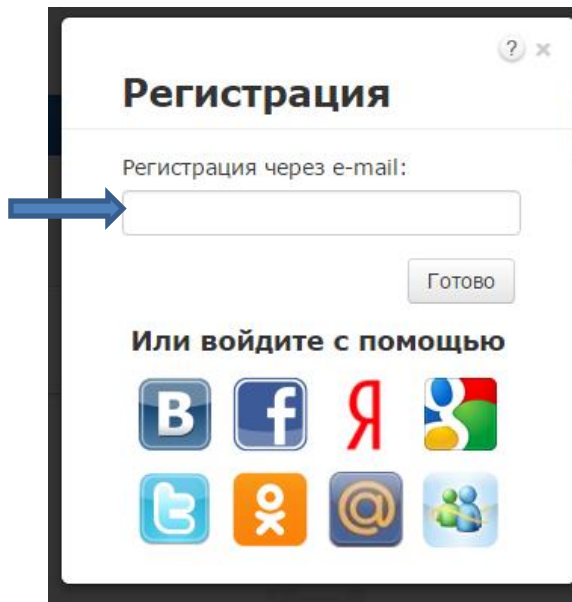 ?
Регистрация
Регистрация через e-mail:
Готово
Или войдите с помощью
В f Я g
t @